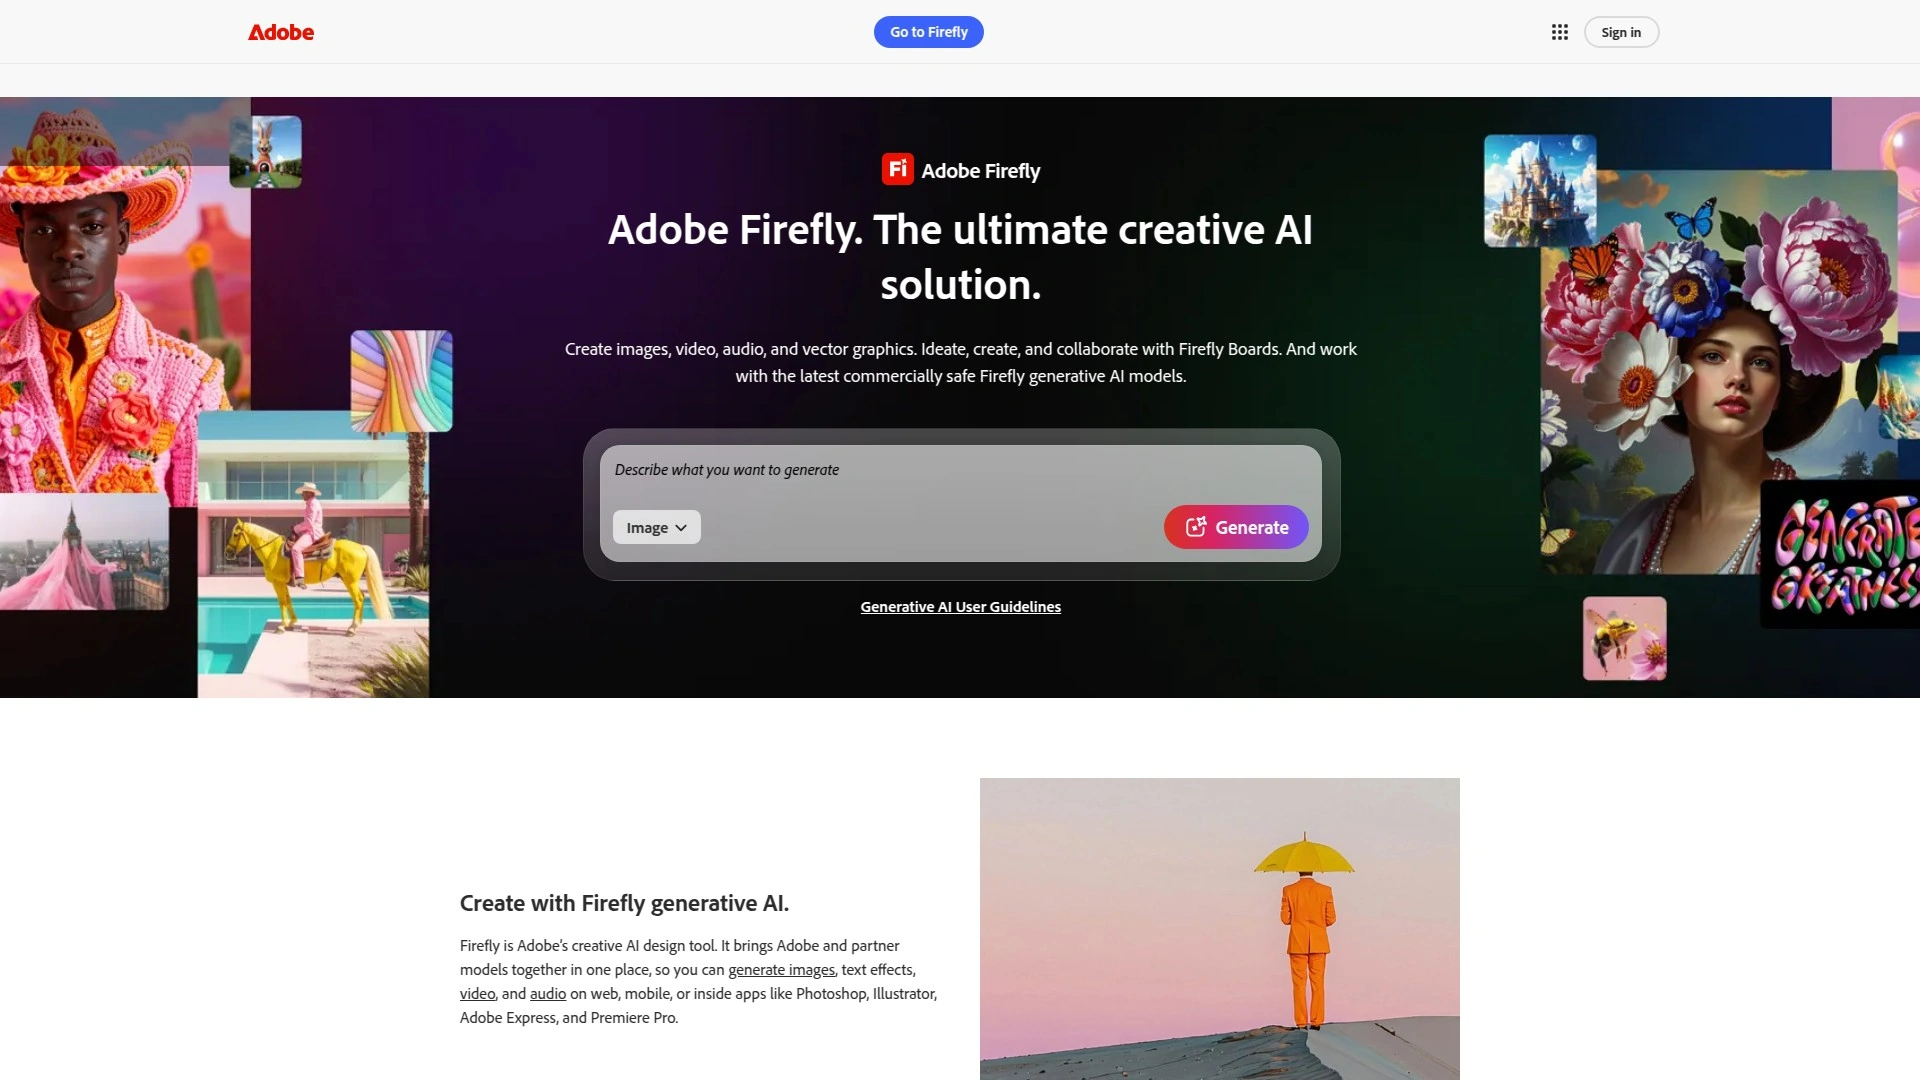 Adobe
Go to Firefly
Sign in
Fi Adobe Firefly
Adobe Firefly. The ultimate creative AI
solution.
Create images, video, audio, and vector graphics. Ideate, create, and collaborate with Firefly Boards. And work
with the latest commercially safe Firefly generative AI models.
Describe what you want to generate
Image
Generate
Generative AI User Guidelines
GENERATE
GREATNESS
Create with Firefly generative AI.
Firefly is Adobe's creative AI design tool. It brings Adobe and partner
models together in one place, so you can generate images, text effects,
video, and audio on web, mobile, or inside apps like Photoshop, Illustrator,
Adobe Express, and Premiere Pro.